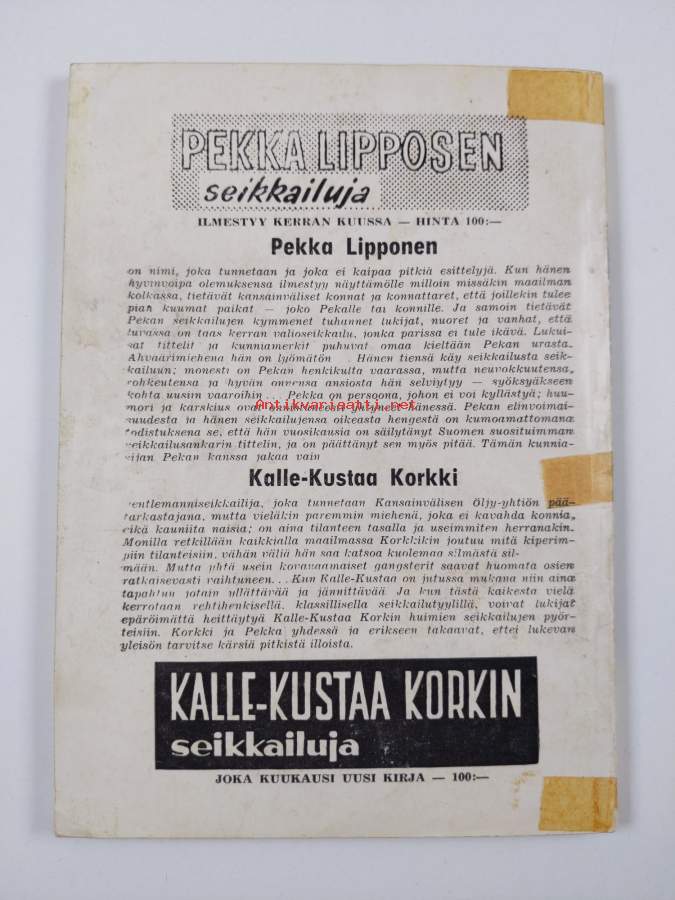 PEKKA LIPPOSEN
seikkailuja
ILMESTYY KERRAN KUUSSA — HINTA 100:—
Pekka Lipponen
on nimi, joka tunnetaan ja joka ei kaipaa pitkiä esittelyjä. Kun hänen
hyvinvoipa olemuksensa ilmestyy näyttämölle milloin missäkin maailman
kolkassa, tietävät kansainväliset konnat ja konnattaret, että joillekin tulee
pian kuumat paikat — joko Pekalle tai konnille. Ja samoin tietävät
Pekan seikkailujen kymmenet tuhannet lukijat, nuoret ja vanhat, että
turvassa on taas kerran valioseikkailu, jonka parissa ei tule ikävä. Lukui-
sat tittelit ja kunniamerkit puhuvat omaa kieltään Pekan urasta.
Ahvaärimiehenä hän on lyömätön . . Hänen tiensä käy seikkailusta seik-
kailuun; monesti on Pekan henkikulta vaarassa, mutta neuvokkuutensa,
rohkeutensa ja hyvän onnensa ansiosta hän selviytyy — syöksyäkseen
kohta uusiin vaaroihin... Pekka on persoona, johon ei voi kyllästyä; huu-
mori ja karskius ovat yhtyneet hänessä. Pekan elinvoimai-
suudesta ja hänen seikkailujensa oikeasta hengestä on kumoamattomana
todistuksena se, että hän vuosikausia on säilytänyt Suomen suosituimman
seikkailusankarin tittelin, ja on päättänyt sen myös pitää. Tämän kunnia-
sijan Pekan kanssa jakaa vain
Antikvariaatti.net
Kalle-Kustaa Korkki
entlemanniseikkailija, joka tunnetaan Kansainvälisen Öljy-yhtiön pää-
tarkastajana, mutta vieläkin paremmin miehenä, joka ei kavahda konnia,
eikä kauniita naisia; on aina tilanteen tasalla ja useimmiten herranakin.
Monilla retkillään kaikkialla maailmassa Korkkikin joutuu mitä kiperim-
piin tilanteisiin, vähän väliä hän saa katsoa kuolemaa silmästä sil-
mään. Mutta yhtä usein kovanaamaiset gangsterit saavat huomata osien
ratkaisevasti vaihtuneen... Kun Kalle-Kustaa on jutussa mukana niin aina
tapahtuu jotain yllättävää ja jännittävää. Ja kun tästä kaikesta vielä
kerrotaan rehtihenkisellä, klassillisella seikkailutyylillä, voivat lukijat
epäröimättä heittäytyä Kalle-Kustaa Korkin huimien seikkailujen pyör-
teisiin. Korkki ja Pekka yhdessä ja erikseen takaavat, ettei lukevan
yleisön tarvitse kärsiä pitkistä illoista.
KALLE-KUSTAA KORKIN
seikkailuja
JOKA KUUKAUSI UUSI KIRJA — 100:—